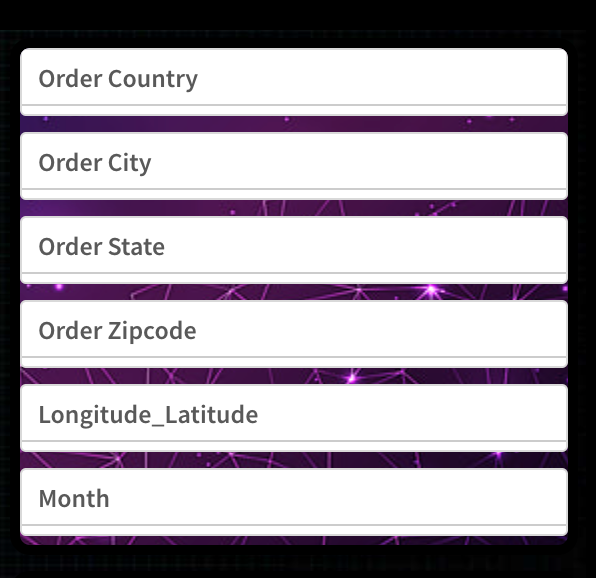 Order Country
Order City
Order State
Order Zipcode
Longitude_Latitude
Month